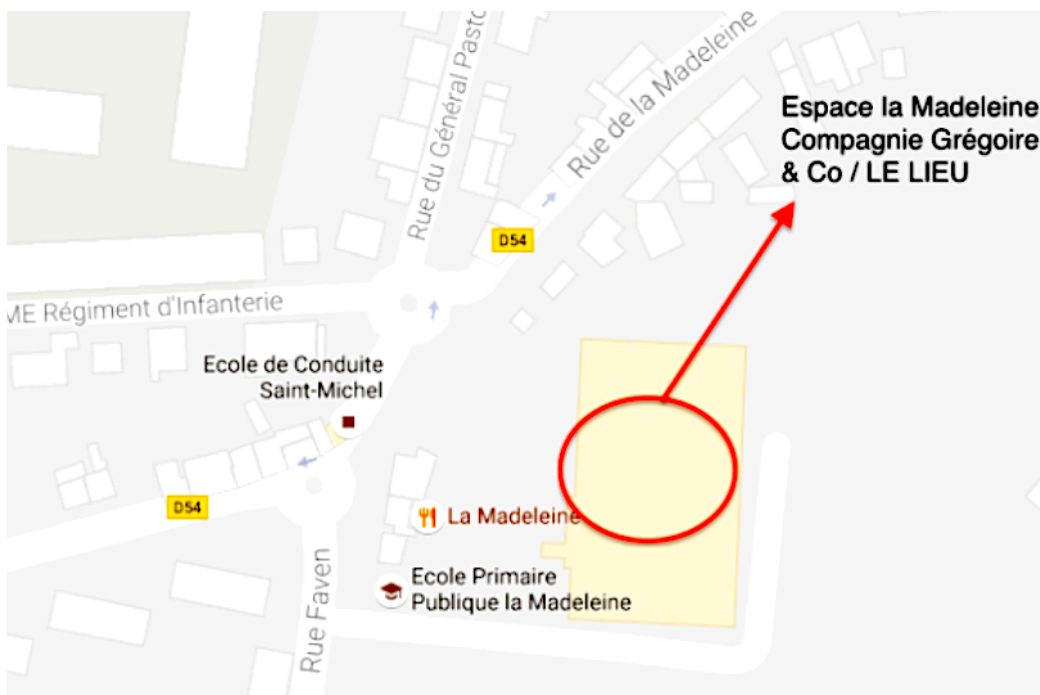 Rue du Général Pasto
Rue de la Madeleine
Espace la Madeleine
Compagnie Grégoire
& Co / LE LIEU
D54
ME Régiment d'Infanterie
Ecole de Conduite
Saint-Michel
D54
La Madeleine
Ecole Primaire
Publique la Madeleine
Rue Faven